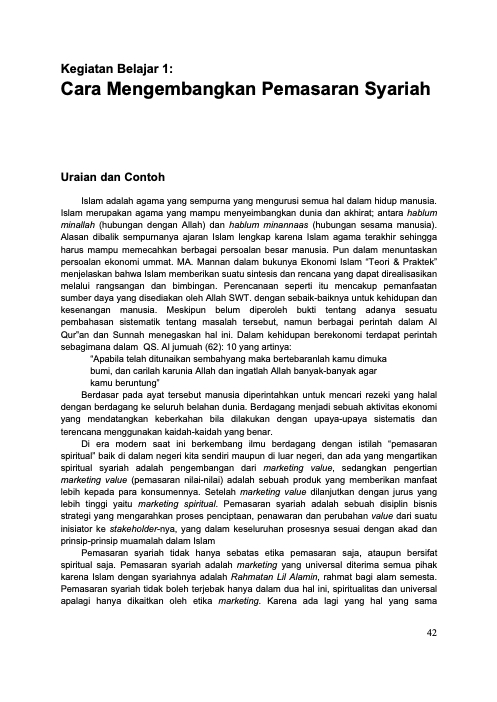 Kegiatan Belajar 1:
Cara Mengembangkan Pemasaran Syariah
Uraian dan Contoh
Islam adalah agama yang sempurna yang mengurusi semua hal dalam hidup manusia.
Islam merupakan agama yang mampu menyeimbangkan dunia dan akhirat; antara hablum
minallah (hubungan dengan Allah) dan hablum minannaas (hubungan sesama manusia).
Alasan dibalik sempurnanya ajaran Islam lengkap karena Islam agama terakhir sehingga
harus mampu memecahkan berbagai persoalan besar manusia. Pun dalam menuntaskan
persoalan ekonomi ummat. MA. Mannan dalam bukunya Ekonomi Islam "Teori & Praktek"
menjelaskan bahwa Islam memberikan suatu sintesis dan rencana yang dapat direalisasikan
melalui rangsangan dan bimbingan. Perencanaan seperti itu mencakup pemanfaatan
sumber daya yang disediakan oleh Allah SWT. dengan sebaik-baiknya untuk kehidupan dan
kesenangan manusia. Meskipun belum diperoleh bukti tentang adanya sesuatu
pembahasan sistematik tentang masalah tersebut, namun berbagai perintah dalam Al
Qur"an dan Sunnah menegaskan hal ini. Dalam kehidupan berekonomi terdapat perintah
sebagimana dalam QS. Al jumuah (62): 10 yang artinya:
"Apabila telah ditunaikan sembahyang maka bertebaranlah kamu dimuka
bumi, dan carilah karunia Allah dan ingatlah Allah banyak-banyak agar
kamu beruntung"
Berdasar pada ayat tersebut manusia diperintahkan untuk mencari rezeki yang halal
dengan berdagang ke seluruh belahan dunia. Berdagang menjadi sebuah aktivitas ekonomi
yang mendatangkan keberkahan bila dilakukan dengan upaya-upaya sistematis dan
terencana menggunakan kaidah-kaidah yang benar.
Di era modern saat ini berkembang ilmu berdagang dengan istilah "pemasaran
spiritual" baik di dalam negeri kita sendiri maupun di luar negeri, dan ada yang mengartikan
spiritual syariah adalah pengembangan dari marketing value, sedangkan pengertian
marketing value (pemasaran nilai-nilai) adalah sebuah produk yang memberikan manfaat
lebih kepada para konsumennya. Setelah marketing value dilanjutkan dengan jurus yang
lebih tinggi yaitu marketing spiritual. Pemasaran syariah adalah sebuah disiplin bisnis
strategi yang mengarahkan proses penciptaan, penawaran dan perubahan value dari suatu
inisiator ke stakeholder-nya, yang dalam keseluruhan prosesnya sesuai dengan akad dan
prinsip-prinsip muamalah dalam Islam
Pemasaran syariah tidak hanya sebatas etika pemasaran saja, ataupun bersifat
spiritual saja. Pemasaran syariah adalah marketing yang universal diterima semua pihak
karena Islam dengan syariahnya adalah Rahmatan Lil Alamin, rahmat bagi alam semesta.
Pemasaran syariah tidak boleh terjebak hanya dalam dua hal ini, spiritualitas dan universal
apalagi hanya dikaitkan oleh etika marketing. Karena ada lagi yang hal yang sama
42